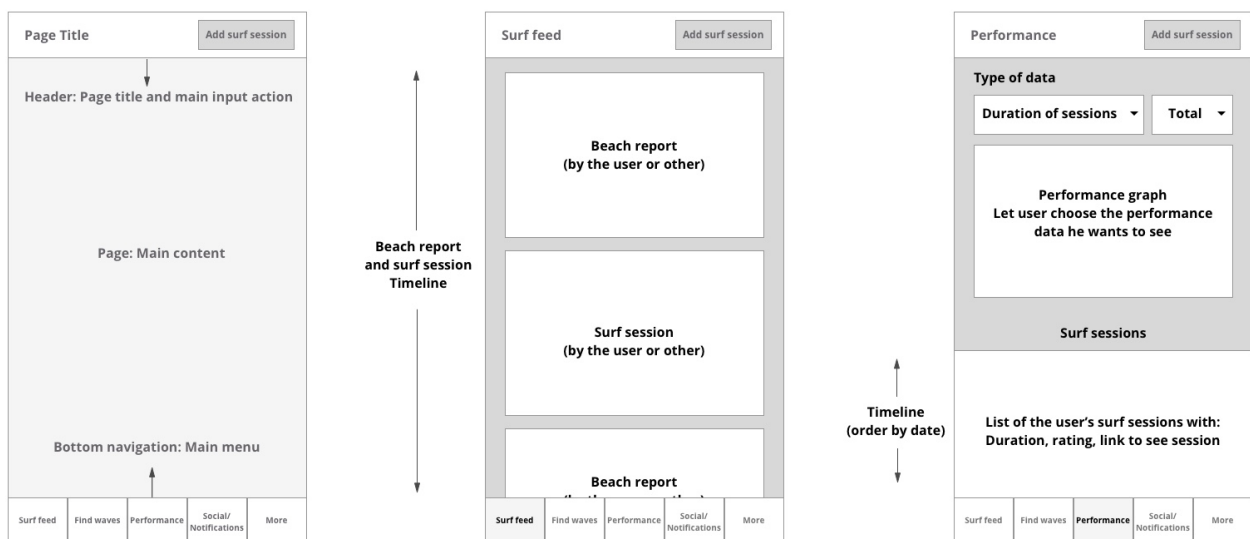 Page Title
Add surf session
Header: Page title and main input action
Page: Main content
Bottom navigation: Main menu
Surf feed
Find waves
Performance
Social/
Notifications
More
Beach report
and surf session
Timeline
Surf feed
Add surf session
Beach report
(by the user or other)
Surf session
(by the user or other)
Beach report
Surf feed
Find waves
Performance
Social/
Notifications
More
Timeline
(order by date)
Performance
Add surf session
Type of data
Duration of sessions
Total
Performance graph
Let user choose the performance
data he wants to see
Surf sessions
List of the user’s surf sessions with:
Duration, rating, link to see session
Surf feed
Find waves
Performance
Social/
Notifications
More